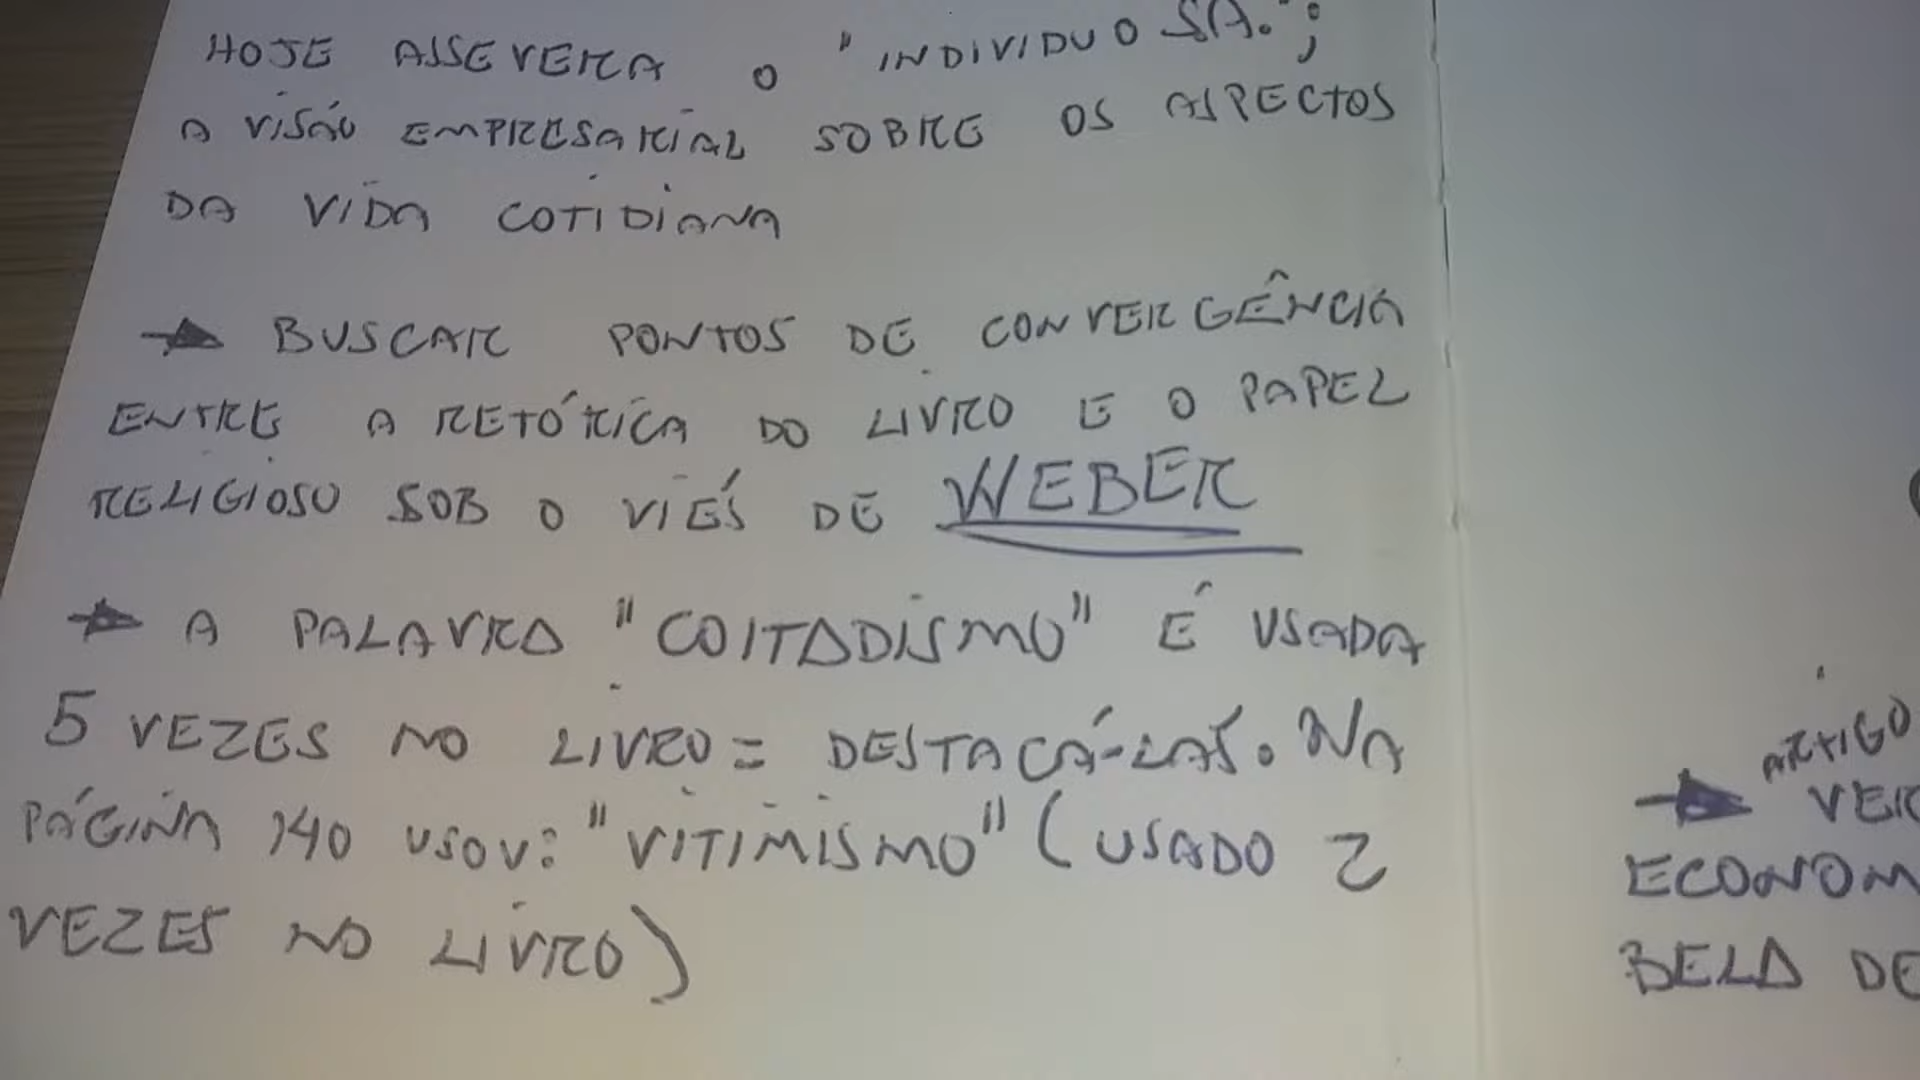 HOJE ASSEVERA O "INDIVIDUO SA.";
A VISÃO EMPRESARIAL SOBRE OS ASPECTOS
DA VIDA COTIDIANA
→ BUSCAR PONTOS DE CONVERGÊNCIA
ENTRE A RETÓRICA DO LIVRO E O PAPEL
RELIGIOSO SOB O VIÉS DE WEBER
→ A PALAVRA "COITADISMO" É USADA
5 VEZES NO LIVRO = DESTACÁ-LAS. NA
PÁGINA 140 USOU: "VITIMISMO" (USADO 2
VEZES NO LIVRO)
ARTIGO
→ VER
ECONOM
BELA DE